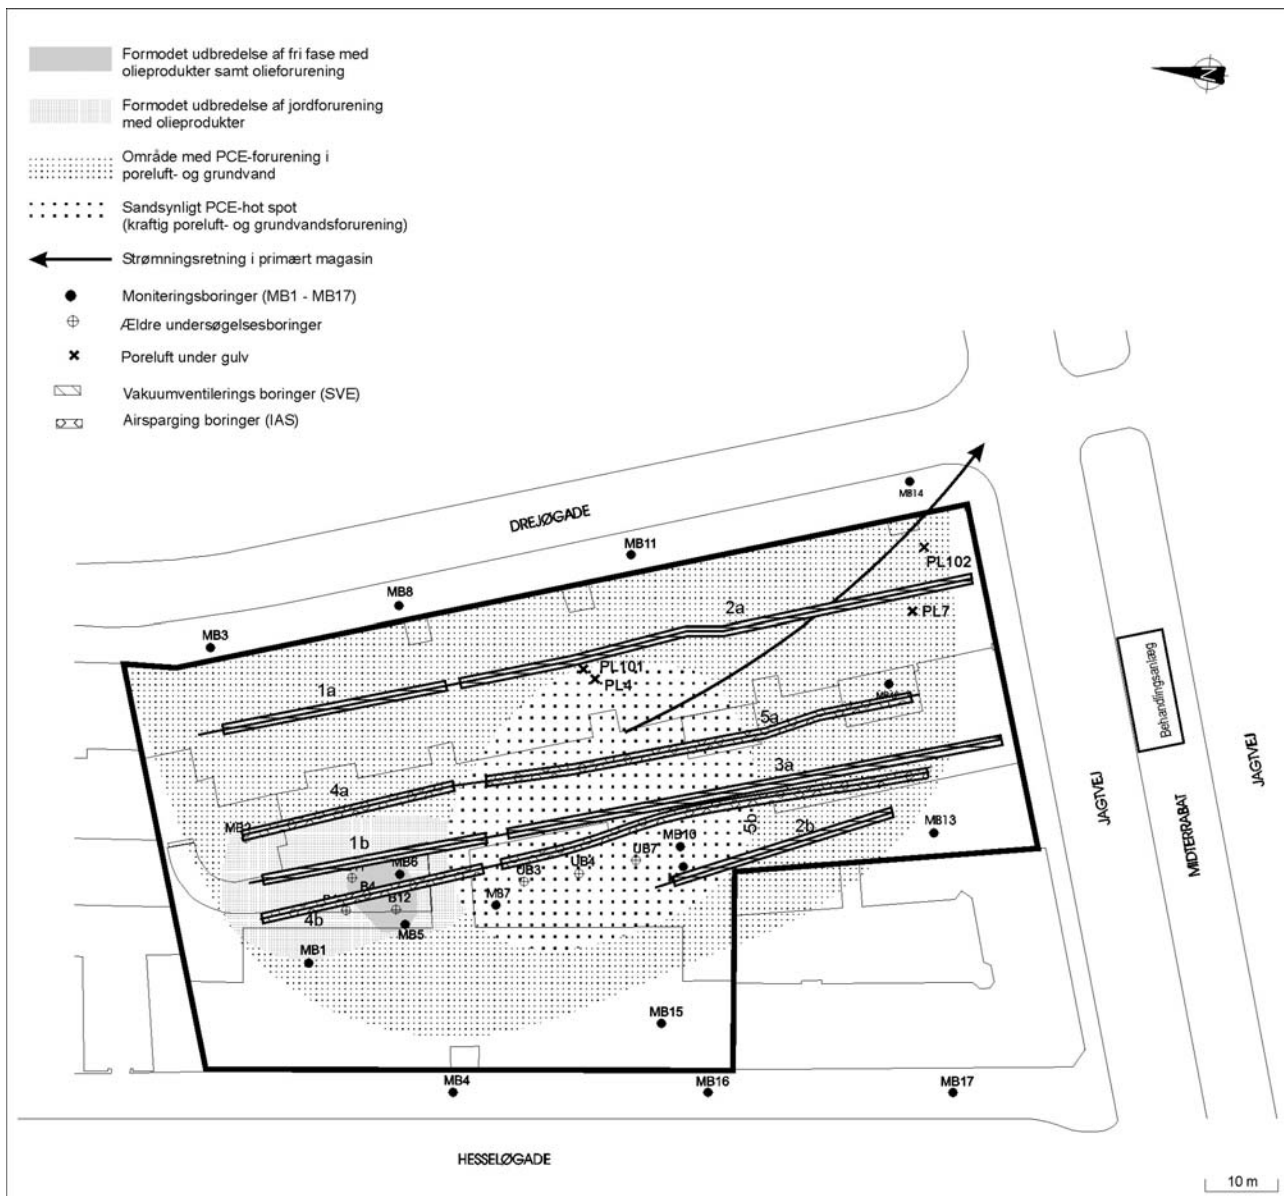 Formodet udbredelse af fri fase med
olieprodukter samt olieforurening
Formodet udbredelse af jordforurening
med olieprodukter
Område med PCE-forurening i
poreluft- og grundvand
Sandsynligt PCE-hot spot
(kraftig poreluft- og grundvandsforurening)
Strømningsretning i primært magasin
Moniteringsboringer (MB1 - MB17)
Ældre undersøgelsesboringer
Poreluft under gulv
Vakuumventilerings boringer (SVE)
Airsparging boringer (IAS)
N
DREJØGADE
MB14
MB11
PL102
MB8
2a
PL7
MB3
PL101
PL4
1a
5a
3a
4a
Behandlingsanlæg
JAGTVEJ
JAGTVEJ
MIDTERRABAT
1b
5b
2b
MB13
MB10
UB7
UB4
UB3
MB6
B4
B12
MB7
4b
MB5
MB1
MB15
MB4
MB16
MB17
HESSELØGADE
10 m